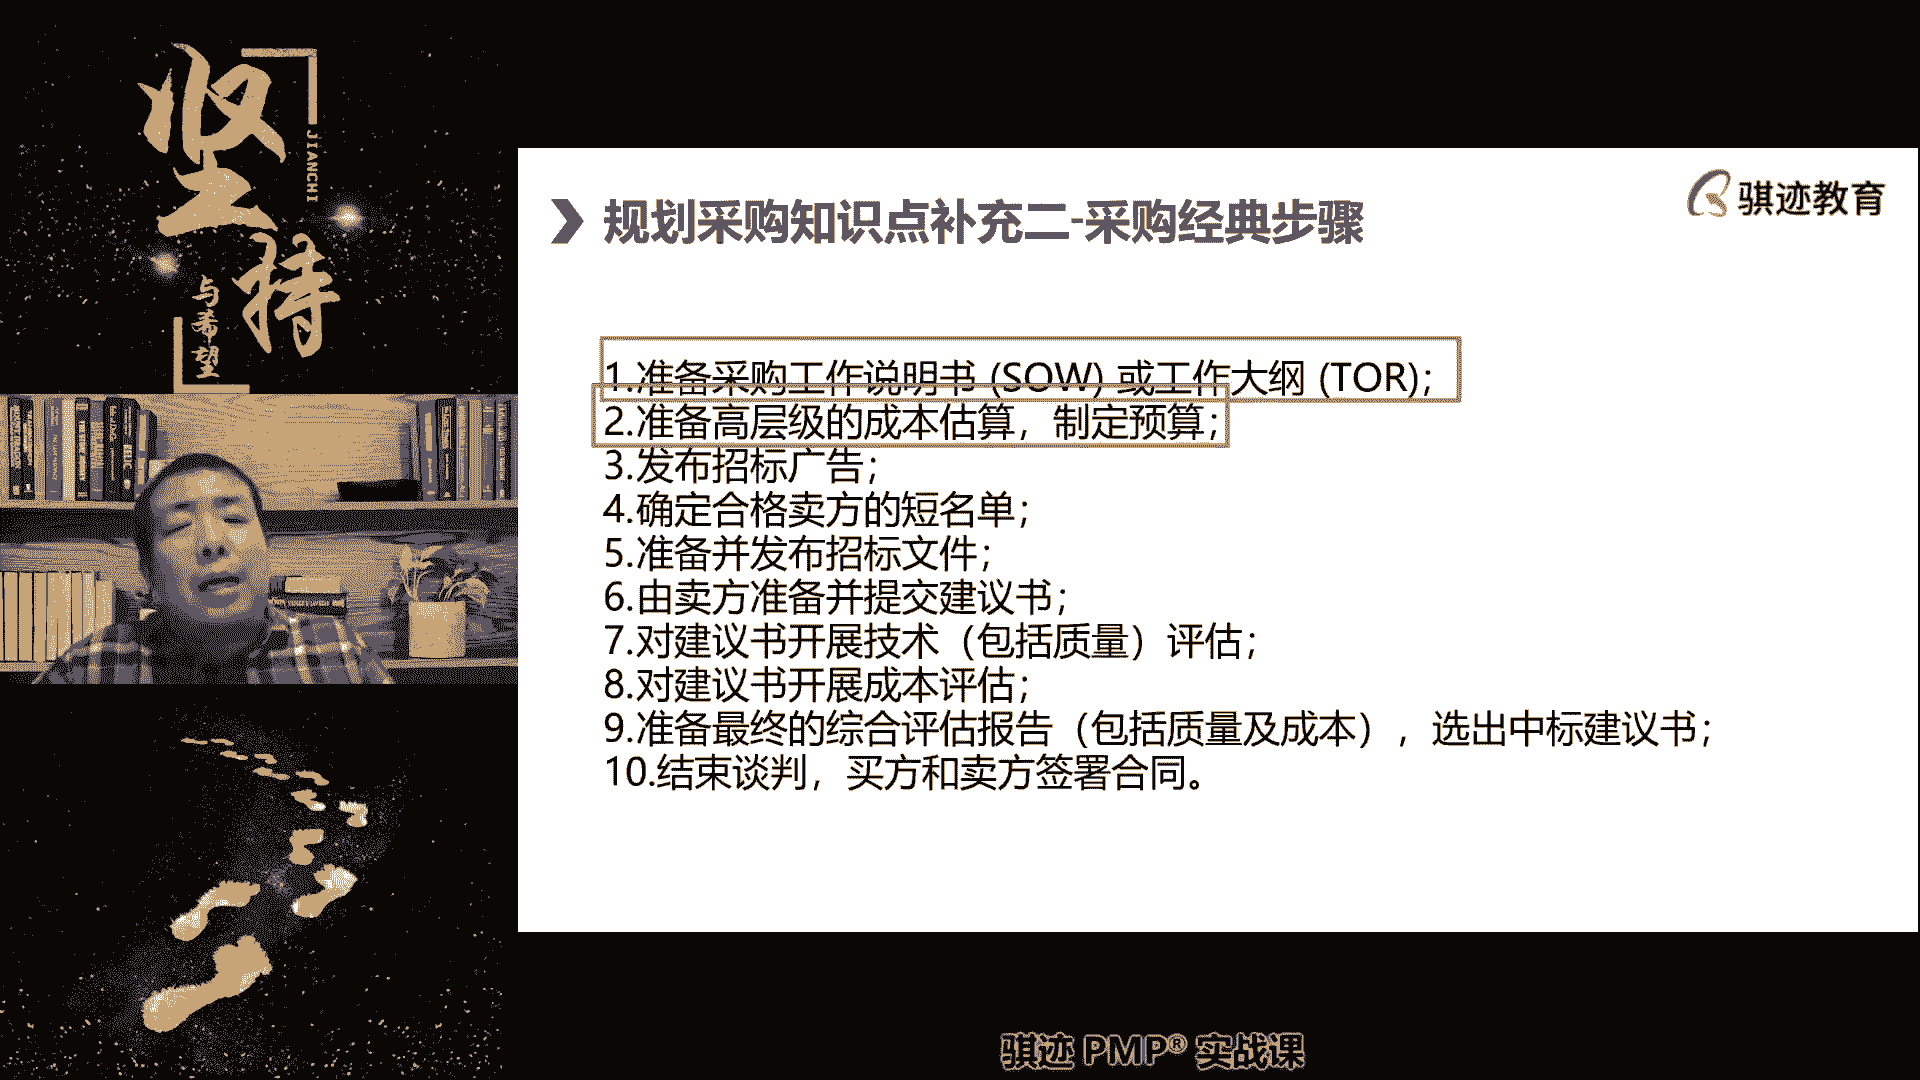 坚持
JIANCHI
与希望
骐迹教育
规划采购知识点补充二-采购经典步骤
1.准备采购工作说明书 (SOW) 或工作大纲 (TOR)；
2.准备高层级的成本估算，制定预算；
3.发布招标广告；
4.确定合格卖方的短名单；
5.准备并发布招标文件；
6.由卖方准备并提交建议书；
7.对建议书开展技术（包括质量）评估；
8.对建议书开展成本评估；
9.准备最终的综合评估报告（包括质量及成本），选出中标建议书；
10.结束谈判，买方和卖方签署合同。
骐迹 PMP® 实战课